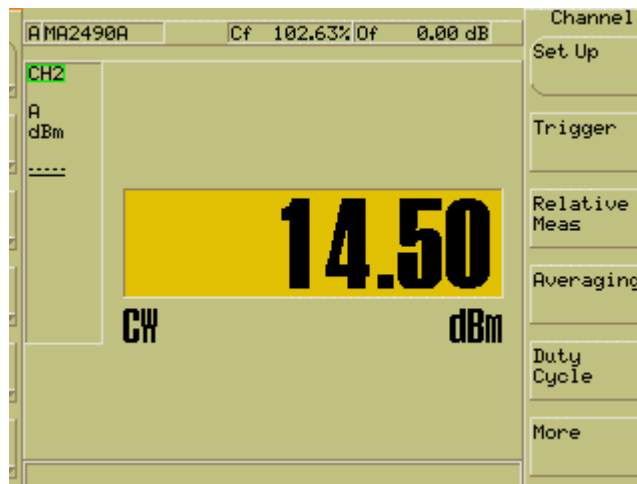 A MA2490A Cf 102.63% Of 0.00 dB
CH2
A
dBm
-----
14.50
CW dBm
Channel
Set Up
Trigger
Relative
Meas
Averaging
Duty
Cycle
More